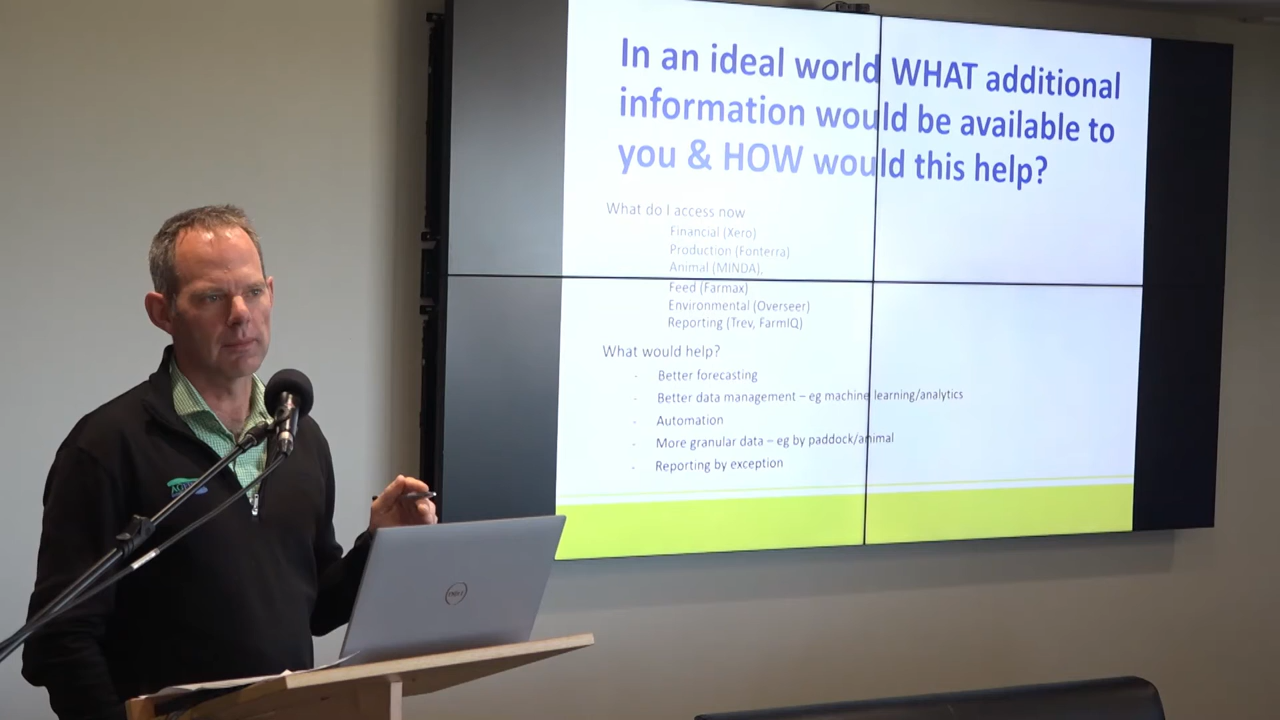 In an ideal world WHAT additional
information would be available to
you & HOW would this help?
What do I access now
Financial (Xero)
Production (Fonterra)
Animal (MINDA),
Feed (Farmax)
Environmental (Overseer)
Reporting (Trev, FarmIQ)
What would help?
- Better forecasting
- Better data management – eg machine learning/analytics
- Automation
- More granular data – eg by paddock/animal
- Reporting by exception
DELL